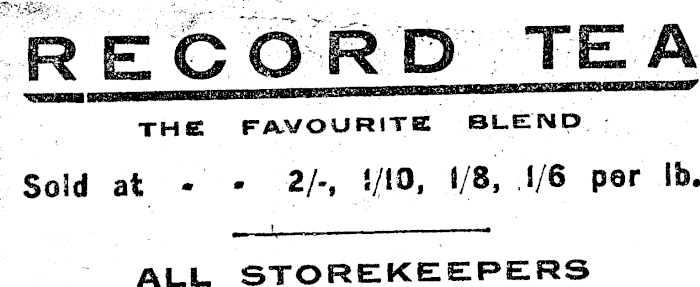 RECORD TEA
THE FAVOURITE BLEND
Sold at - - 2/-, 1/10, 1/8, 1/6 per lb.
ALL STOREKEEPERS